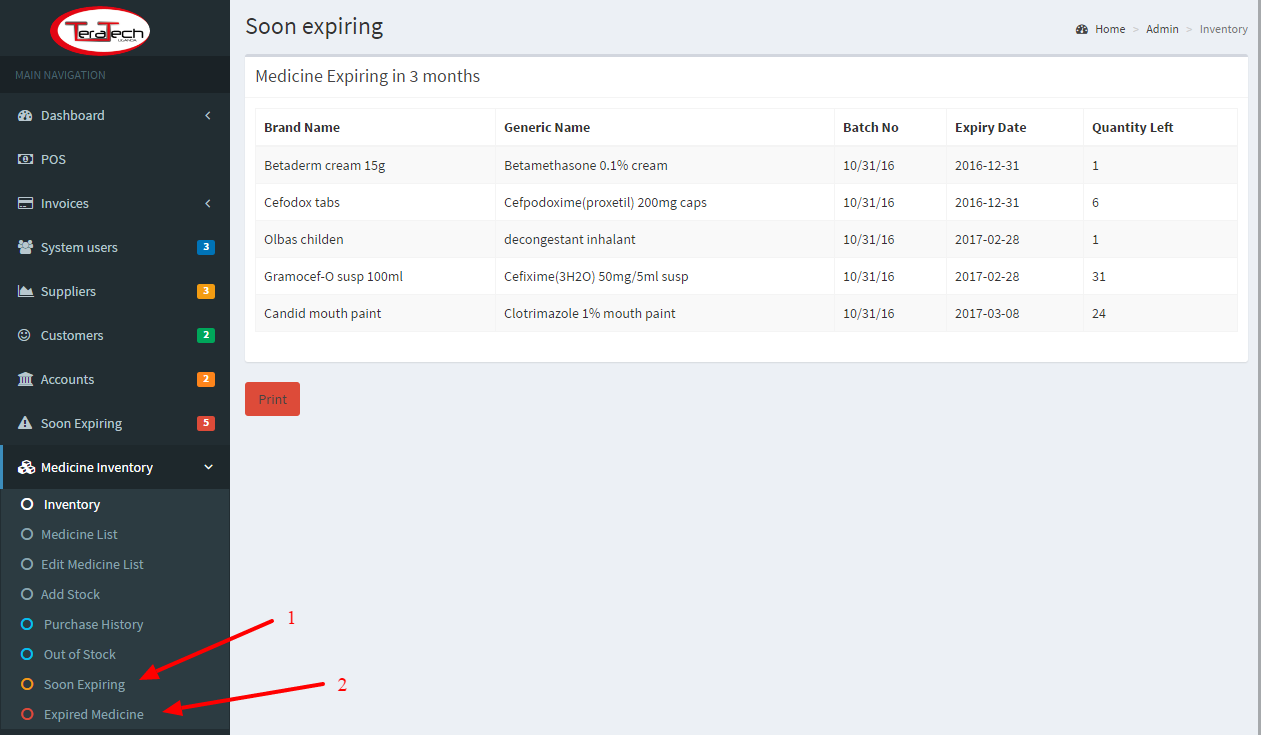 TeraTech
UGANDA
MAIN NAVIGATION
Dashboard
POS
Invoices
System users 3
Suppliers 3
Customers 2
Accounts 2
Soon Expiring 5
Medicine Inventory
Inventory
Medicine List
Edit Medicine List
Add Stock
Purchase History
Out of Stock
Soon Expiring
Expired Medicine
Soon expiring
Home > Admin > Inventory
Medicine Expiring in 3 months
Brand Name Generic Name Batch No Expiry Date Quantity Left
Betaderm cream 15g Betamethasone 0.1% cream 10/31/16 2016-12-31 1
Cefodox tabs Cefpodoxime(proxetil) 200mg caps 10/31/16 2016-12-31 6
Olbas childen decongestant inhalant 10/31/16 2017-02-28 1
Gramocef-O susp 100ml Cefixime(3H2O) 50mg/5ml susp 10/31/16 2017-02-28 31
Candid mouth paint Clotrimazole 1% mouth paint 10/31/16 2017-03-08 24
Print
1
2